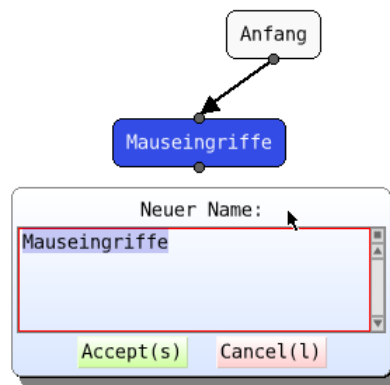 Anfang
Mauseingriffe
Neuer Name:
Mauseingriffe
Accept(s) Cancel(l)